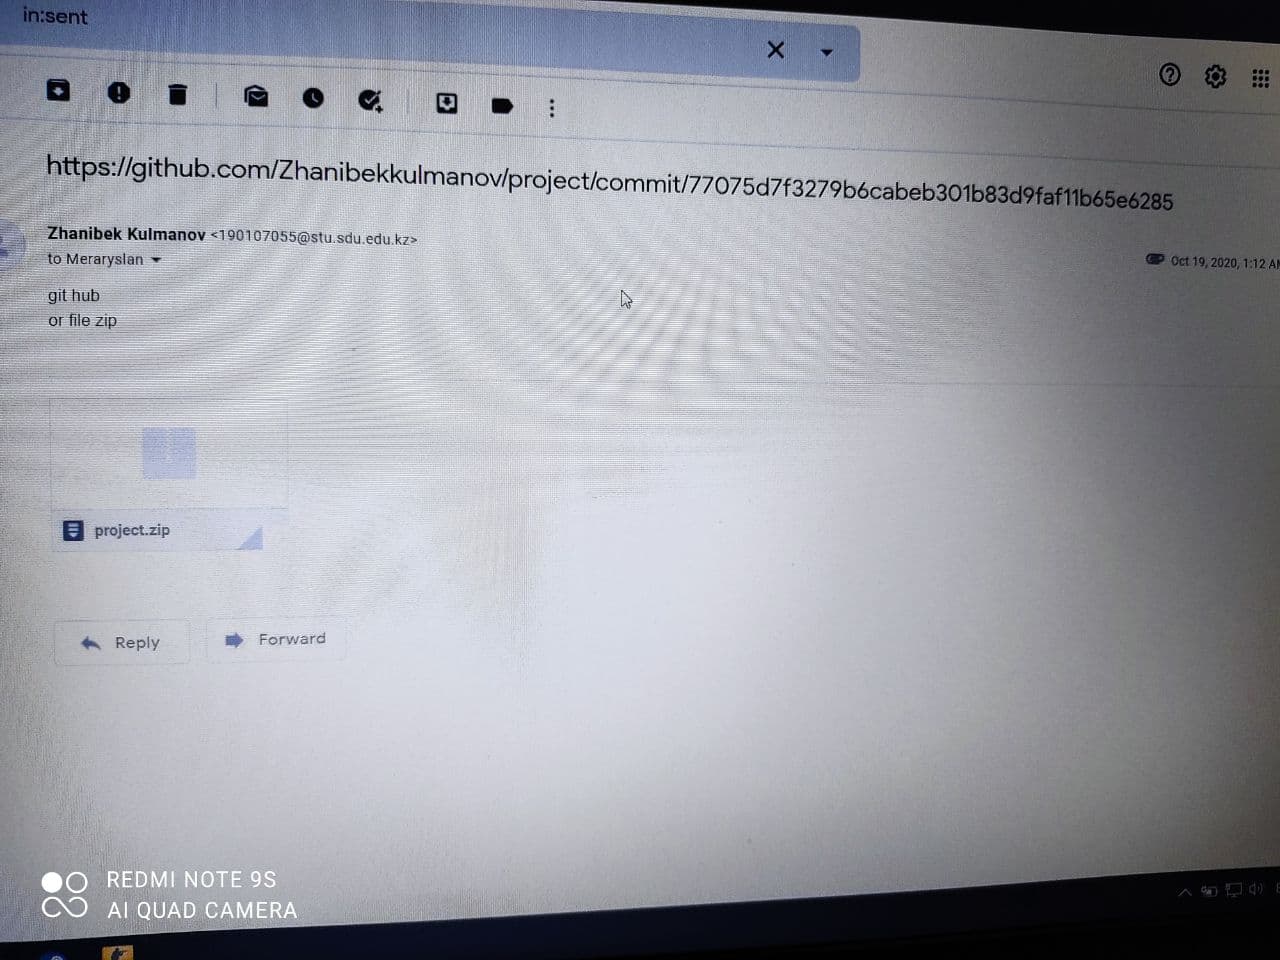 in:sent
https://github.com/Zhanibekkulmanov/project/commit/77075d7f3279b6cabeb301b83d9faf11b65e6285
Zhanibek Kulmanov <190107055@stu.sdu.edu.kz>
to Meraryslan
Oct 19, 2020, 1:12 AM
git hub
or file zip
project.zip
Reply
Forward
REDMI NOTE 9S
AI QUAD CAMERA